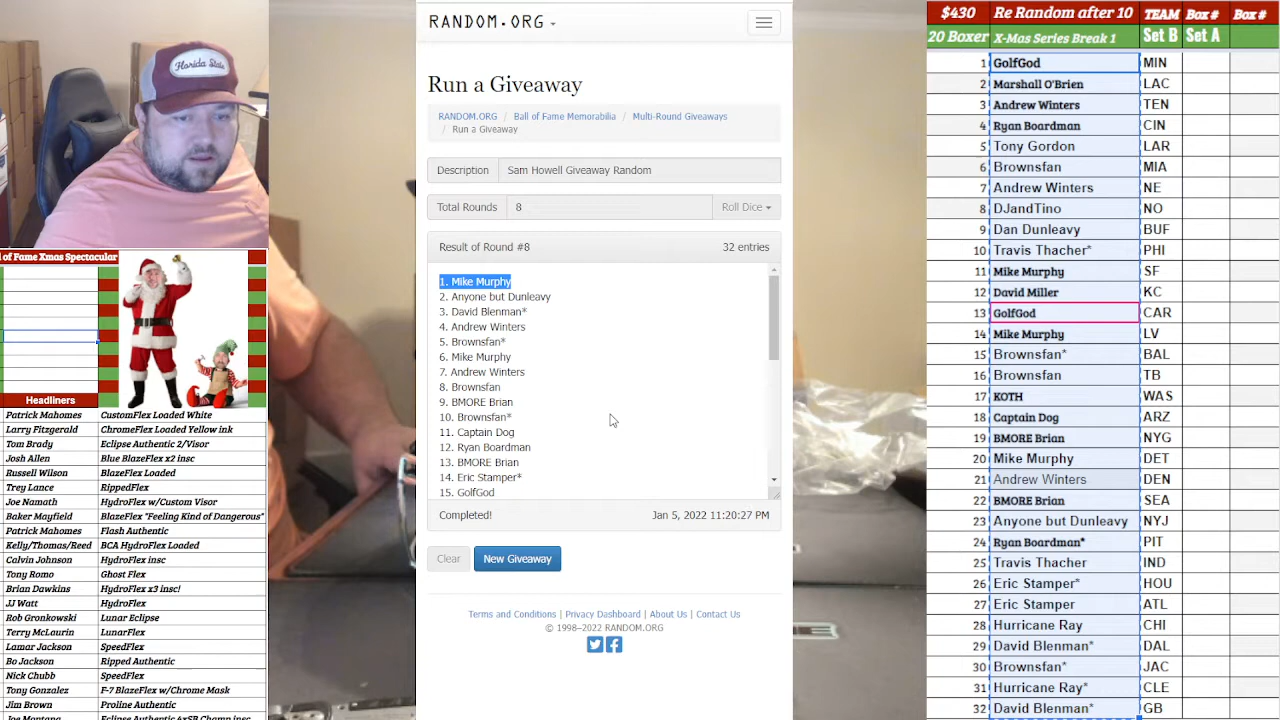 Florida State
l of Fame Xmas Spectacular
Headliners
Patrick Mahomes CustomFlex Loaded White
Larry Fitzgerald ChromeFlex Loaded Yellow ink
Tom Brady Eclipse Authentic 2/Visor
Josh Allen Blue BlazeFlex x2 insc
Russell Wilson BlazeFlex Loaded
Trey Lance RippedFlex
Joe Namath HydroFlex w/Custom Visor
Baker Mayfield BlazeFlex "Feeling Kind of Dangerous"
Patrick Mahomes Flash Authentic
Kelly/Thomas/Reed BCA HydroFlex Loaded
Calvin Johnson HydroFlex insc
Tony Romo Ghost Flex
Brian Dawkins HydroFlex x3 insc!
JJ Watt HydroFlex
Rob Gronkowski Lunar Eclipse
Terry McLaurin LunarFlex
Lamar Jackson SpeedFlex
Bo Jackson Ripped Authentic
Nick Chubb SpeedFlex
Tony Gonzalez F-7 BlazeFlex w/Chrome Mask
Jim Brown Proline Authentic
Joe Montana Eclipse Authentic 4xSB Champ insc
RANDOM.ORG
Run a Giveaway
RANDOM.ORG / Ball of Fame Memorabilia / Multi-Round Giveaways
/ Run a Giveaway
Description Sam Howell Giveaway Random
Total Rounds 8 Roll Dice
Result of Round #8 32 entries
1. Mike Murphy
2. Anyone but Dunleavy
3. David Blenman*
4. Andrew Winters
5. Brownsfan*
6. Mike Murphy
7. Andrew Winters
8. Brownsfan
9. BMORE Brian
10. Brownsfan*
11. Captain Dog
12. Ryan Boardman
13. BMORE Brian
14. Eric Stamper*
15. GolfGod
Completed! Jan 5, 2022 11:20:27 PM
Clear New Giveaway
Terms and Conditions | Privacy Dashboard | About Us | Contact Us
© 1998–2022 RANDOM.ORG
$430 Re Random after 10 TEAM Box # Box #
20 Boxer X-Mas Series Break 1 Set B Set A
1 GolfGod MIN
2 Marshall O'Brien LAC
3 Andrew Winters TEN
4 Ryan Boardman CIN
5 Tony Gordon LAR
6 Brownsfan MIA
7 Andrew Winters NE
8 DJandTino NO
9 Dan Dunleavy BUF
10 Travis Thacher* PHI
11 Mike Murphy SF
12 David Miller KC
13 GolfGod CAR
14 Mike Murphy LV
15 Brownsfan* BAL
16 Brownsfan TB
17 KOTH WAS
18 Captain Dog ARZ
19 BMORE Brian NYG
20 Mike Murphy DET
21 Andrew Winters DEN
22 BMORE Brian SEA
23 Anyone but Dunleavy NYJ
24 Ryan Boardman* PIT
25 Travis Thacher IND
26 Eric Stamper* HOU
27 Eric Stamper ATL
28 Hurricane Ray CHI
29 David Blenman* DAL
30 Brownsfan* JAC
31 Hurricane Ray* CLE
32 David Blenman* GB